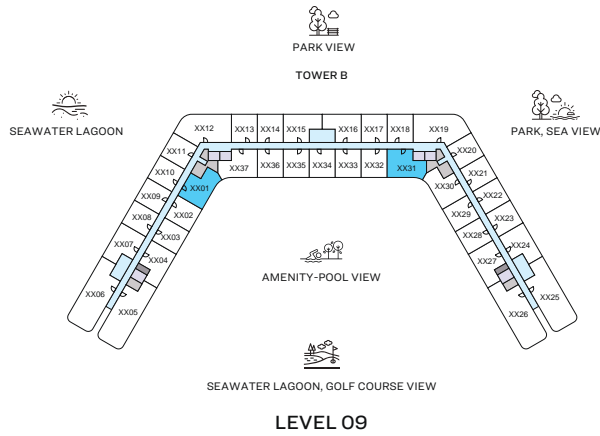 PARK VIEW
TOWER B
SEAWATER LAGOON
PARK, SEA VIEW
XX12
XX13
XX14
XX15
XX16
XX17
XX18
XX19
XX11
XX20
XX10
XX01
XX37
XX36
XX35
XX34
XX33
XX32
XX31
XX30
XX21
XX09
XX02
XX29
XX22
XX08
XX03
XX28
XX23
XX07
XX04
XX27
XX24
XX06
XX05
XX26
XX25
AMENITY-POOL VIEW
SEAWATER LAGOON, GOLF COURSE VIEW
LEVEL 09